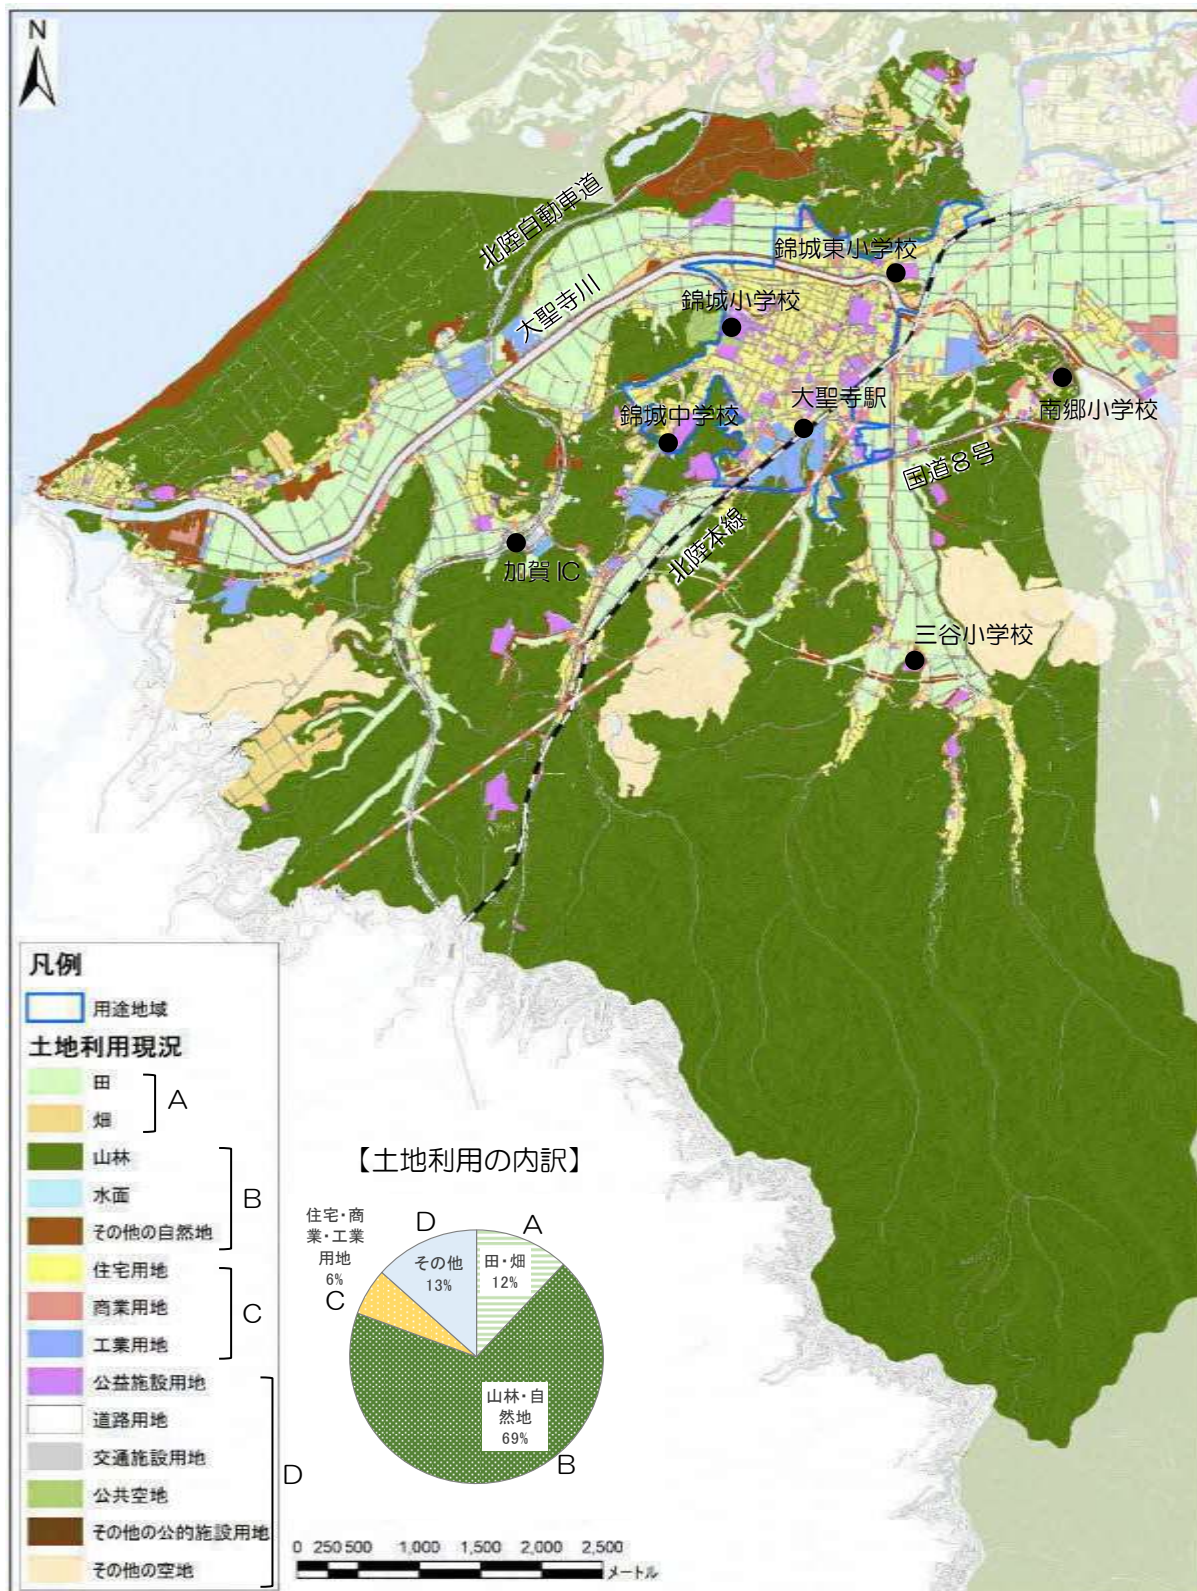 N
北陸自動車道
大聖寺川
錦城東小学校
錦城小学校
大聖寺駅
錦城中学校
南郷小学校
国道8号
北陸本線
加賀IC
三谷小学校
凡例
用途地域
土地利用現況
田
畑
A
山林
水面
その他の自然地
B
住宅用地
商業用地
工業用地
C
公益施設用地
道路用地
交通施設用地
公共空地
その他の公的施設用地
その他の空地
D
【土地利用の内訳】
住宅・商
業・工業
用地
6%
C
D
その他
13%
A
田・畑
12%
山林・自
然地
69%
B
0 250 500 1,000 1,500 2,000 2,500
メートル